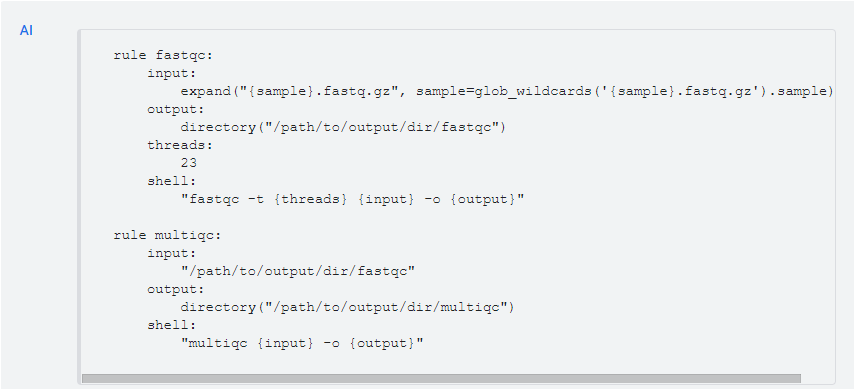 AI
rule fastqc:
    input:
        expand("{sample}.fastq.gz", sample=glob_wildcards('{sample}.fastq.gz').sample)
    output:
        directory("/path/to/output/dir/fastqc")
    threads:
        23
    shell:
        "fastqc -t {threads} {input} -o {output}"
rule multiqc:
    input:
        "/path/to/output/dir/fastqc"
    output:
        directory("/path/to/output/dir/multiqc")
    shell:
        "multiqc {input} -o {output}"